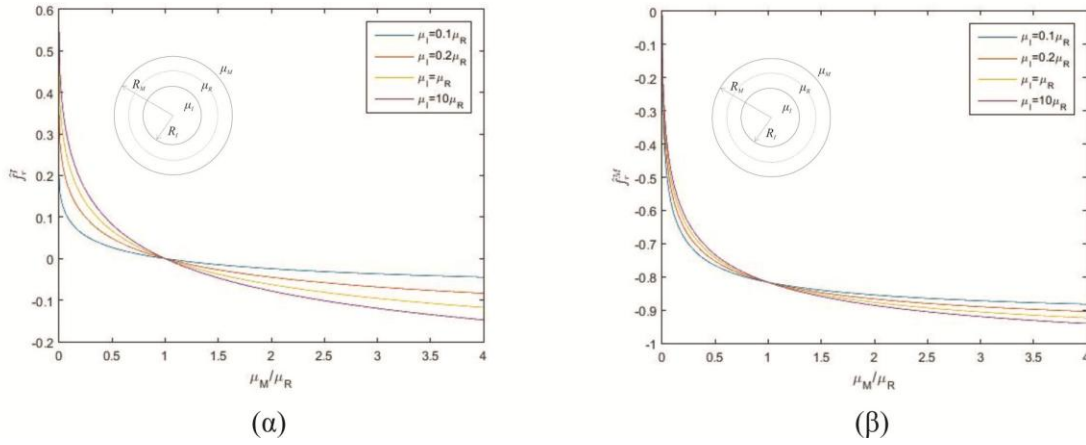 0.6
0.5
0.4
0.3
0.2
0.1
0
-0.1
-0.2
0
0.5
1
1.5
2
2.5
3
3.5
4
f̂ᵣᴵ
μ_M/μ_R
μ_I=0.1μ_R
μ_I=0.2μ_R
μ_I=μ_R
μ_I=10μ_R
μ_M
R_M
μ_R
μ_I
R_I
(α)
0
-0.1
-0.2
-0.3
-0.4
-0.5
-0.6
-0.7
-0.8
-0.9
-1
0
0.5
1
1.5
2
2.5
3
3.5
4
f̂ᵣᴹ
μ_M/μ_R
μ_I=0.1μ_R
μ_I=0.2μ_R
μ_I=μ_R
μ_I=10μ_R
μ_M
R_M
μ_R
μ_I
R_I
(β)